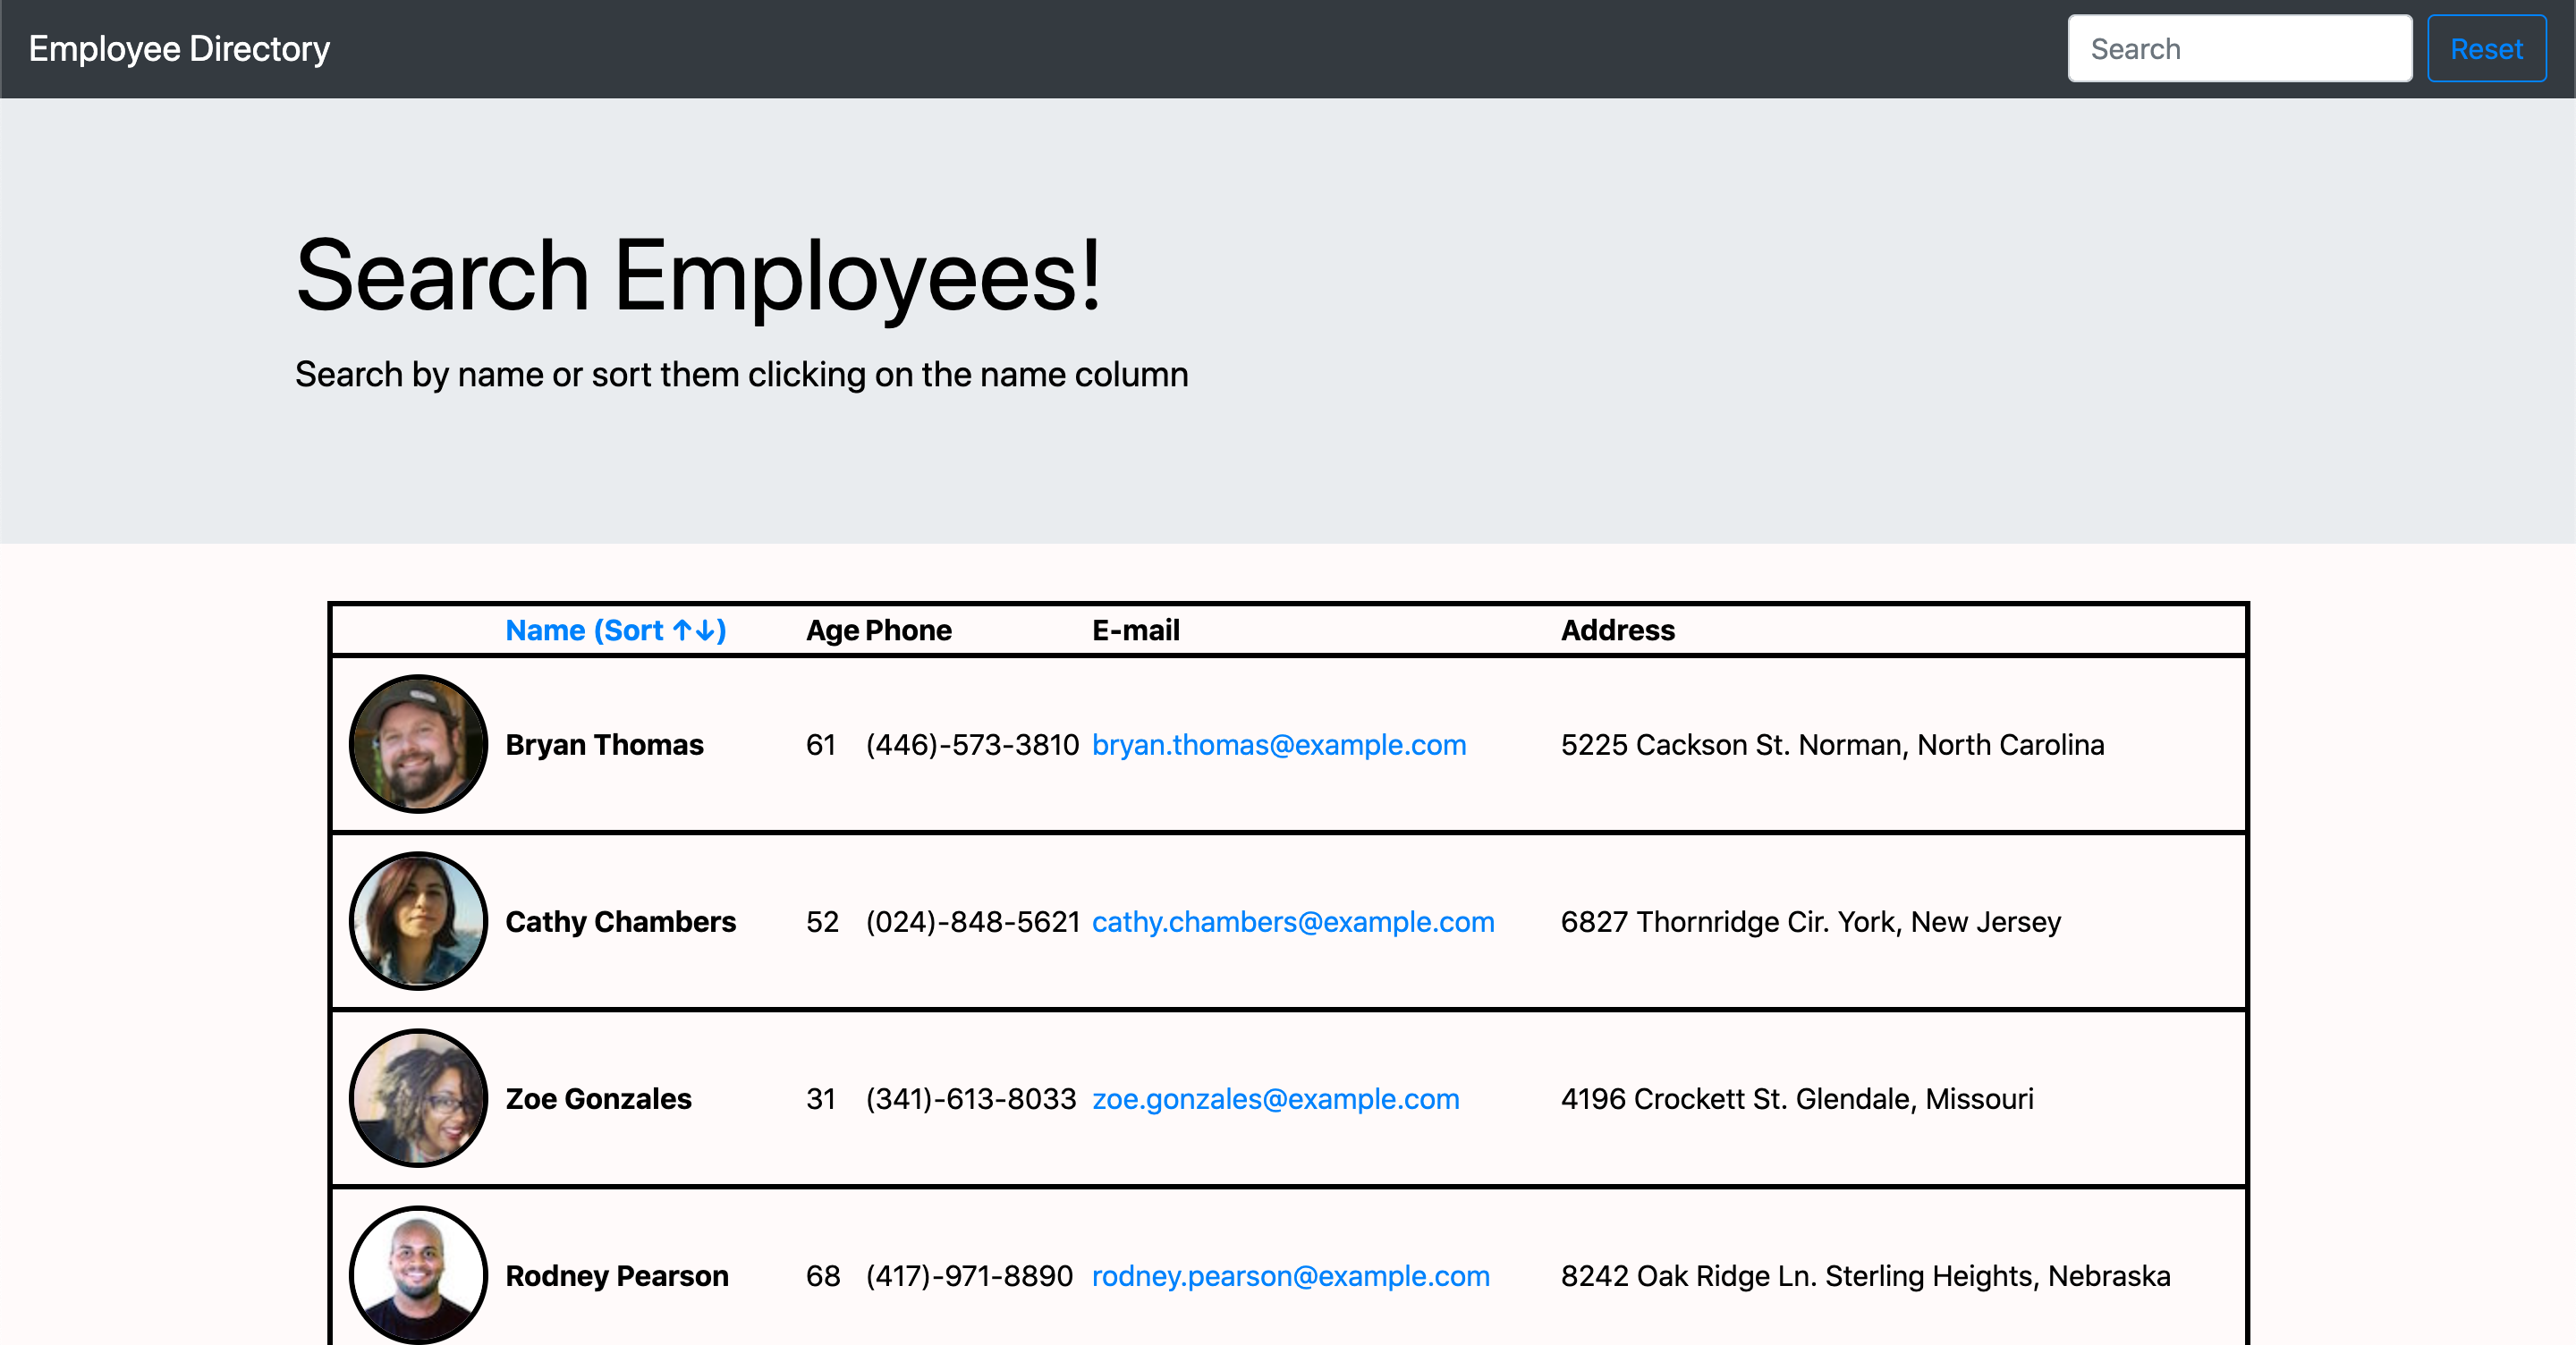 Employee Directory Search Reset
Search Employees!
Search by name or sort them clicking on the name column
Name (Sort ↑↓) Age Phone E-mail Address
Bryan Thomas 61 (446)-573-3810 bryan.thomas@example.com 5225 Cackson St. Norman, North Carolina
Cathy Chambers 52 (024)-848-5621 cathy.chambers@example.com 6827 Thornridge Cir. York, New Jersey
Zoe Gonzales 31 (341)-613-8033 zoe.gonzales@example.com 4196 Crockett St. Glendale, Missouri
Rodney Pearson 68 (417)-971-8890 rodney.pearson@example.com 8242 Oak Ridge Ln. Sterling Heights, Nebraska